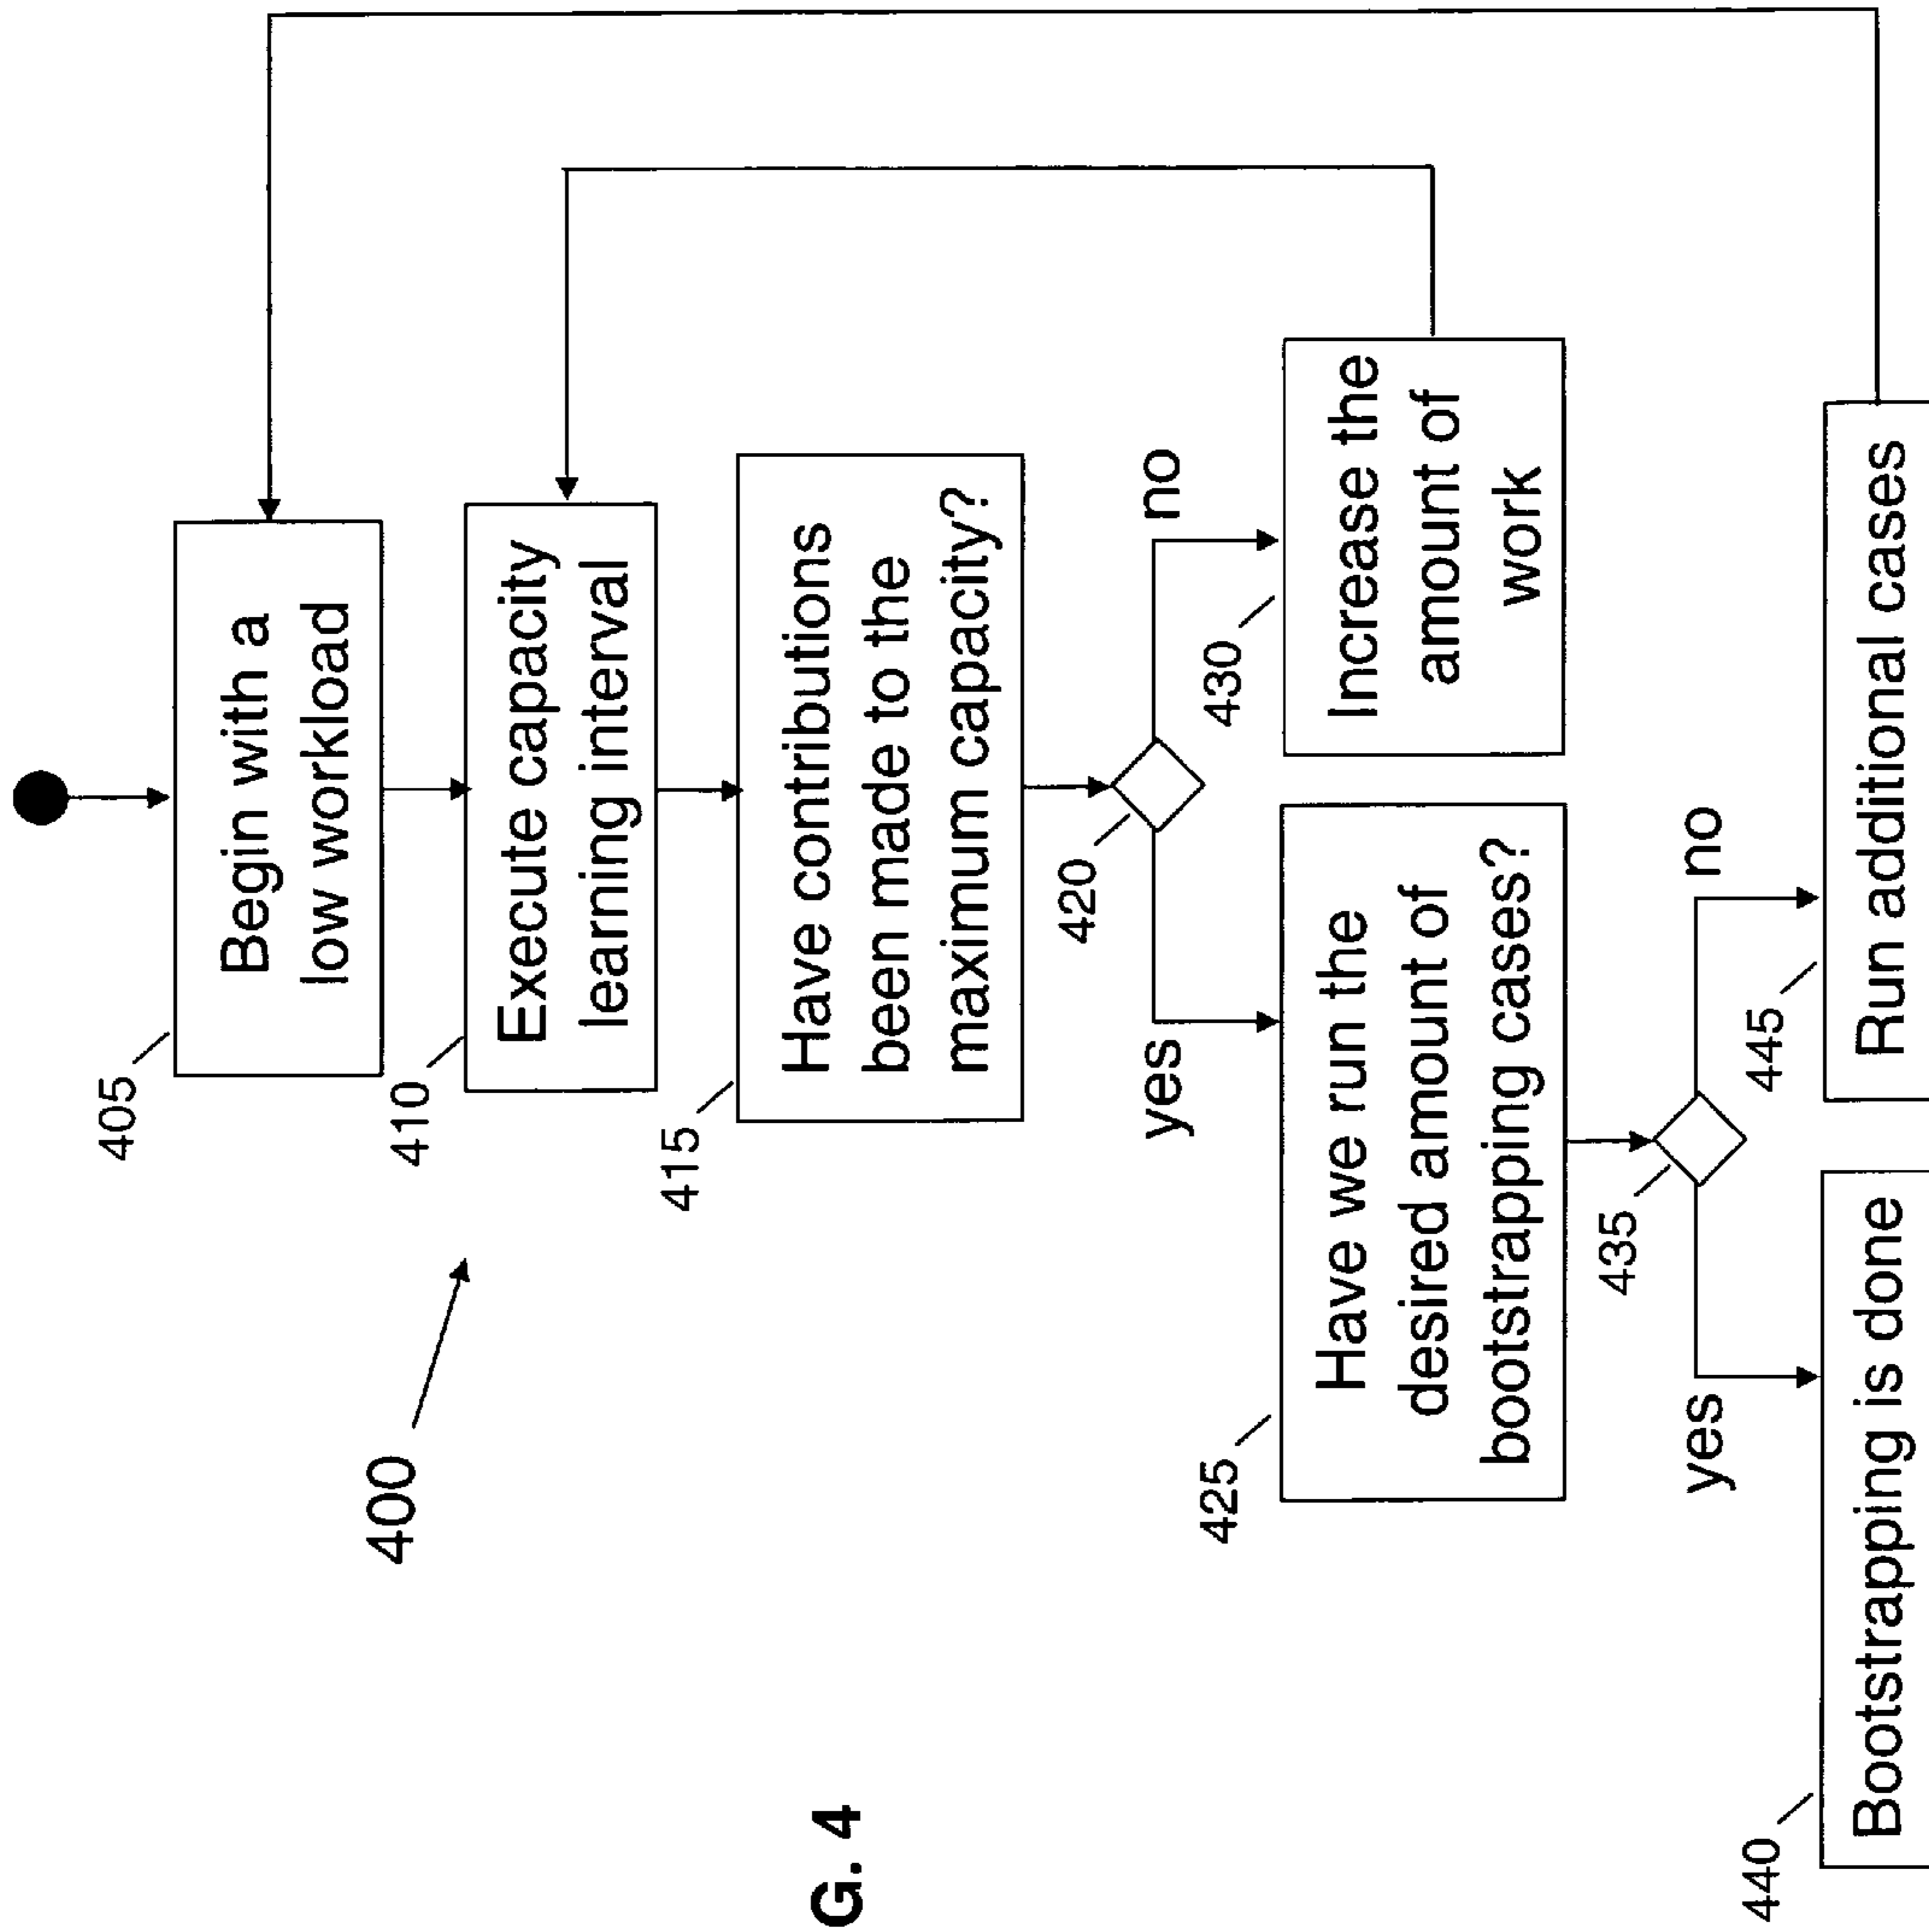 405
Begin with a
low workload
410
Execute capacity
learning interval
400
415
Have contributions
been made to the
maximum capacity?
420
yes
no
425
Have we run the
desired amount of
bootstrapping cases?
430
Increase the
amount of
work
435
yes
no
440
Bootstrapping is done
445
Run additional cases
G. 4